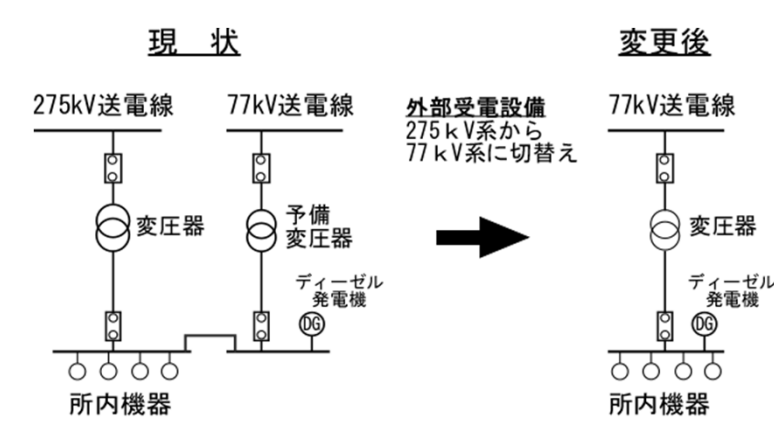 現 状
275kV送電線
77kV送電線
変圧器
予備
変圧器
ディーゼル
発電機
DG
所内機器
外部受電設備
275kV系から
77kV系に切替え
変更後
77kV送電線
変圧器
ディーゼル
発電機
DG
所内機器